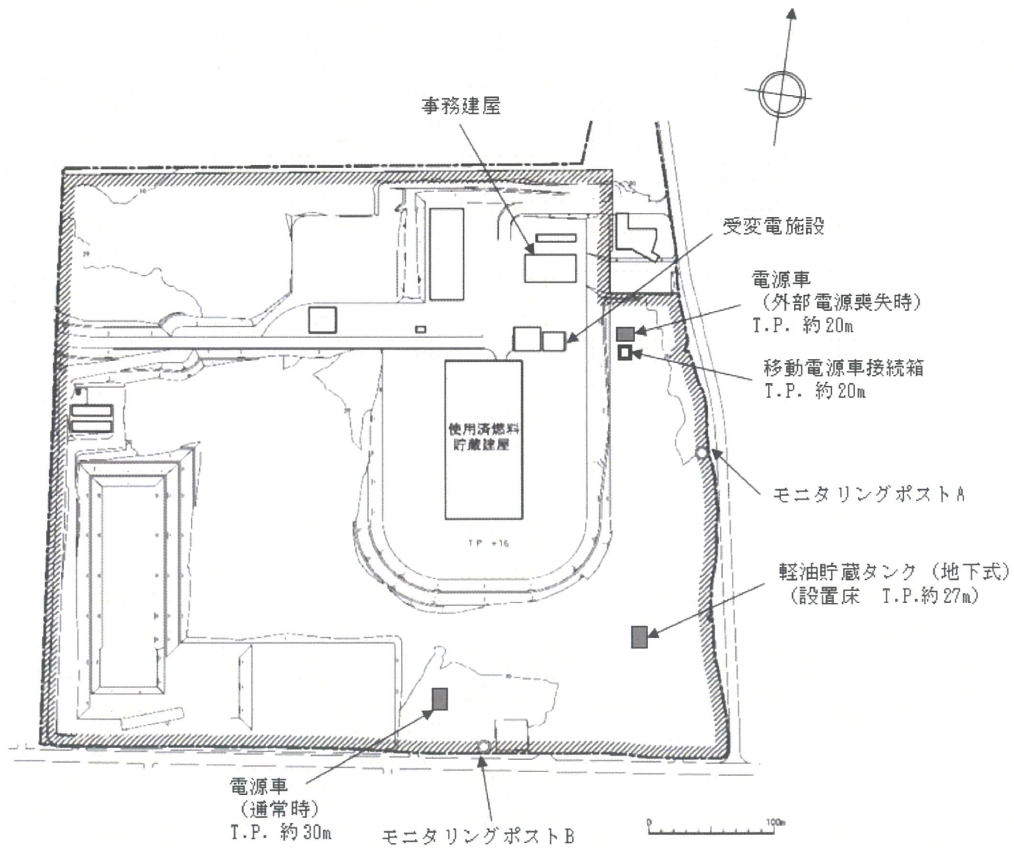 事務建屋
受変電施設
電源車
（外部電源喪失時）
T.P. 約20m
移動電源車接続箱
T.P. 約20m
使用済燃料
貯蔵建屋
モニタリングポストA
T.P. +16
軽油貯蔵タンク（地下式）
（設置床　T.P.約27m）
電源車
（通常時）
T.P. 約30m
モニタリングポストB
0 100m